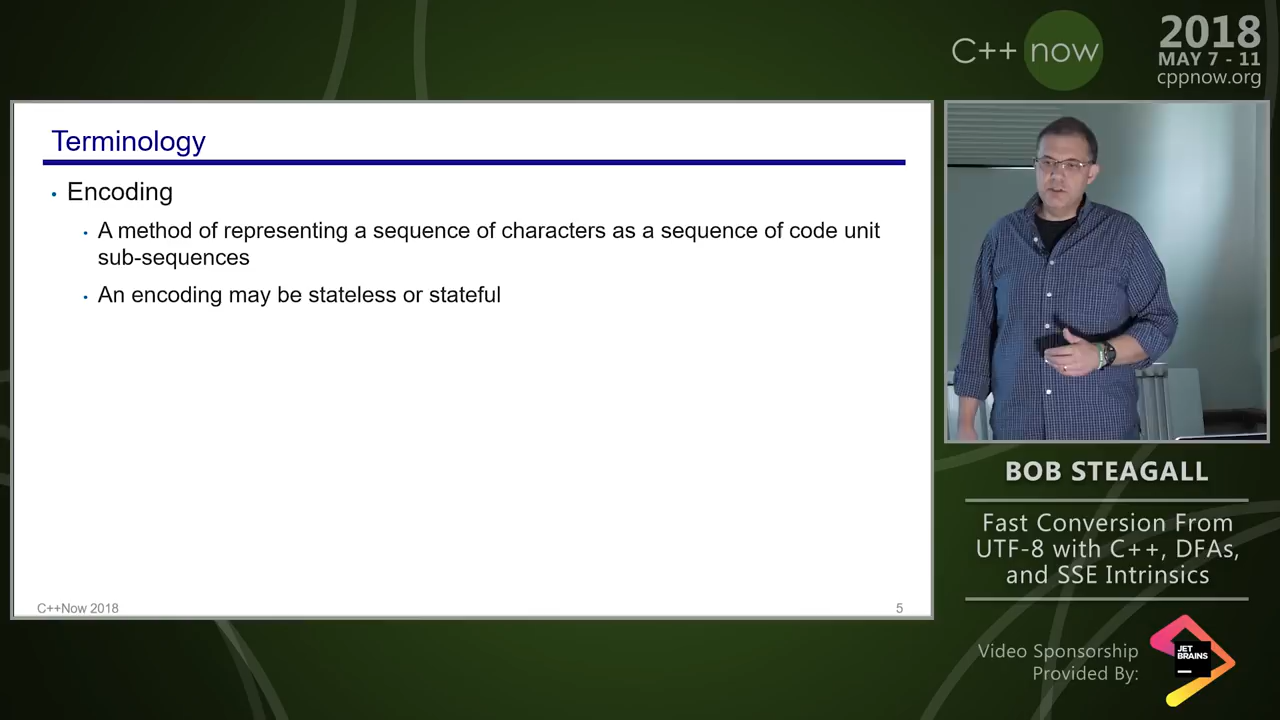 C++ now
2018
MAY 7 - 11
cppnow.org
Terminology
• Encoding
• A method of representing a sequence of characters as a sequence of code unit
sub-sequences
• An encoding may be stateless or stateful
C++Now 2018
5
BOB STEAGALL
Fast Conversion From
UTF-8 with C++, DFAs,
and SSE Intrinsics
Video Sponsorship
Provided By:
JET
BRAINS